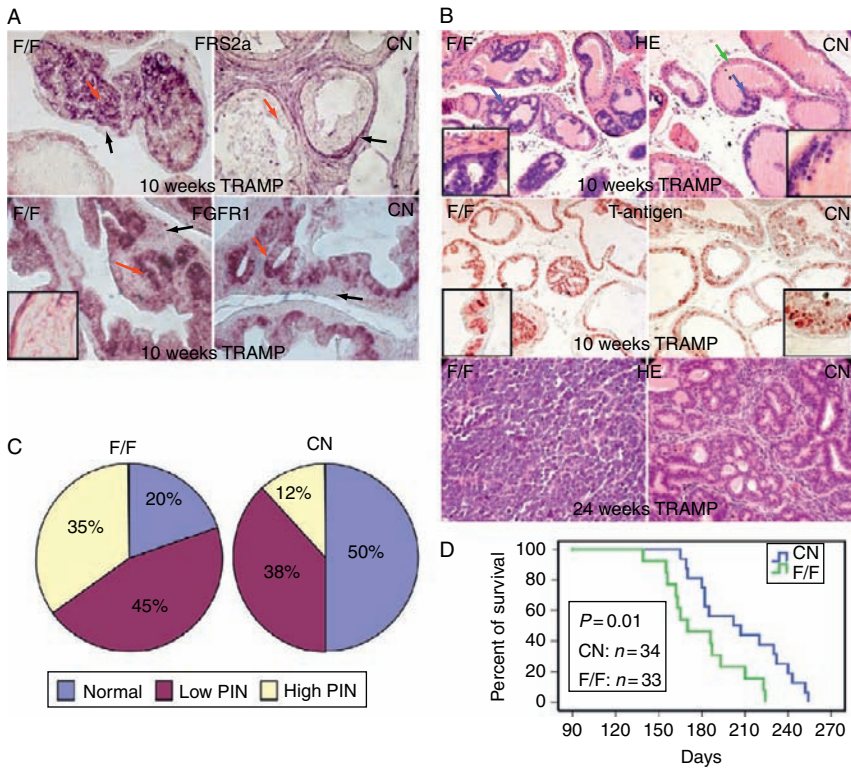 A
F/F
FRS2a
CN
10 weeks TRAMP
F/F
FGFR1
CN
10 weeks TRAMP
B
F/F
HE
CN
10 weeks TRAMP
F/F
T-antigen
CN
10 weeks TRAMP
F/F
HE
CN
24 weeks TRAMP
C
F/F
CN
35%
20%
45%
12%
38%
50%
Normal
Low PIN
High PIN
D
Percent of survival
100
80
60
40
20
0
CN
F/F
P=0.01
CN: n=34
F/F: n=33
90 120 150 180 210 240 270
Days